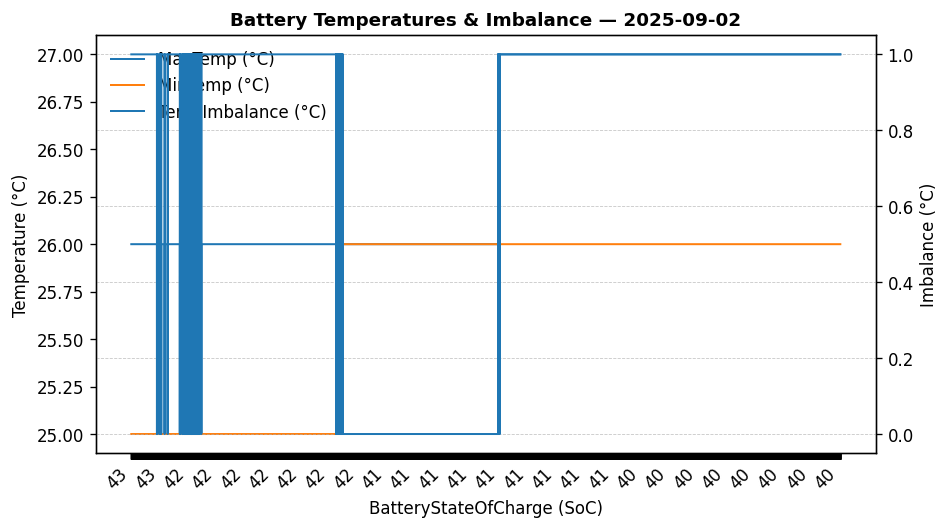 Battery Temperatures & Imbalance — 2025-09-02
Temp (°C)
Temp (°C)
Imbalance (°C)
Temperature (°C)
27.00
26.75
26.50
26.25
26.00
25.75
25.50
25.25
25.00
1.0
0.8
0.6
0.4
0.2
0.0
Imbalance (°C)
43 43 42 42 42 42 42 42 42 41 41 41 41 41 41 41 41 41 40 40 40 40 40 40 40 40
BatteryStateOfCharge (SoC)